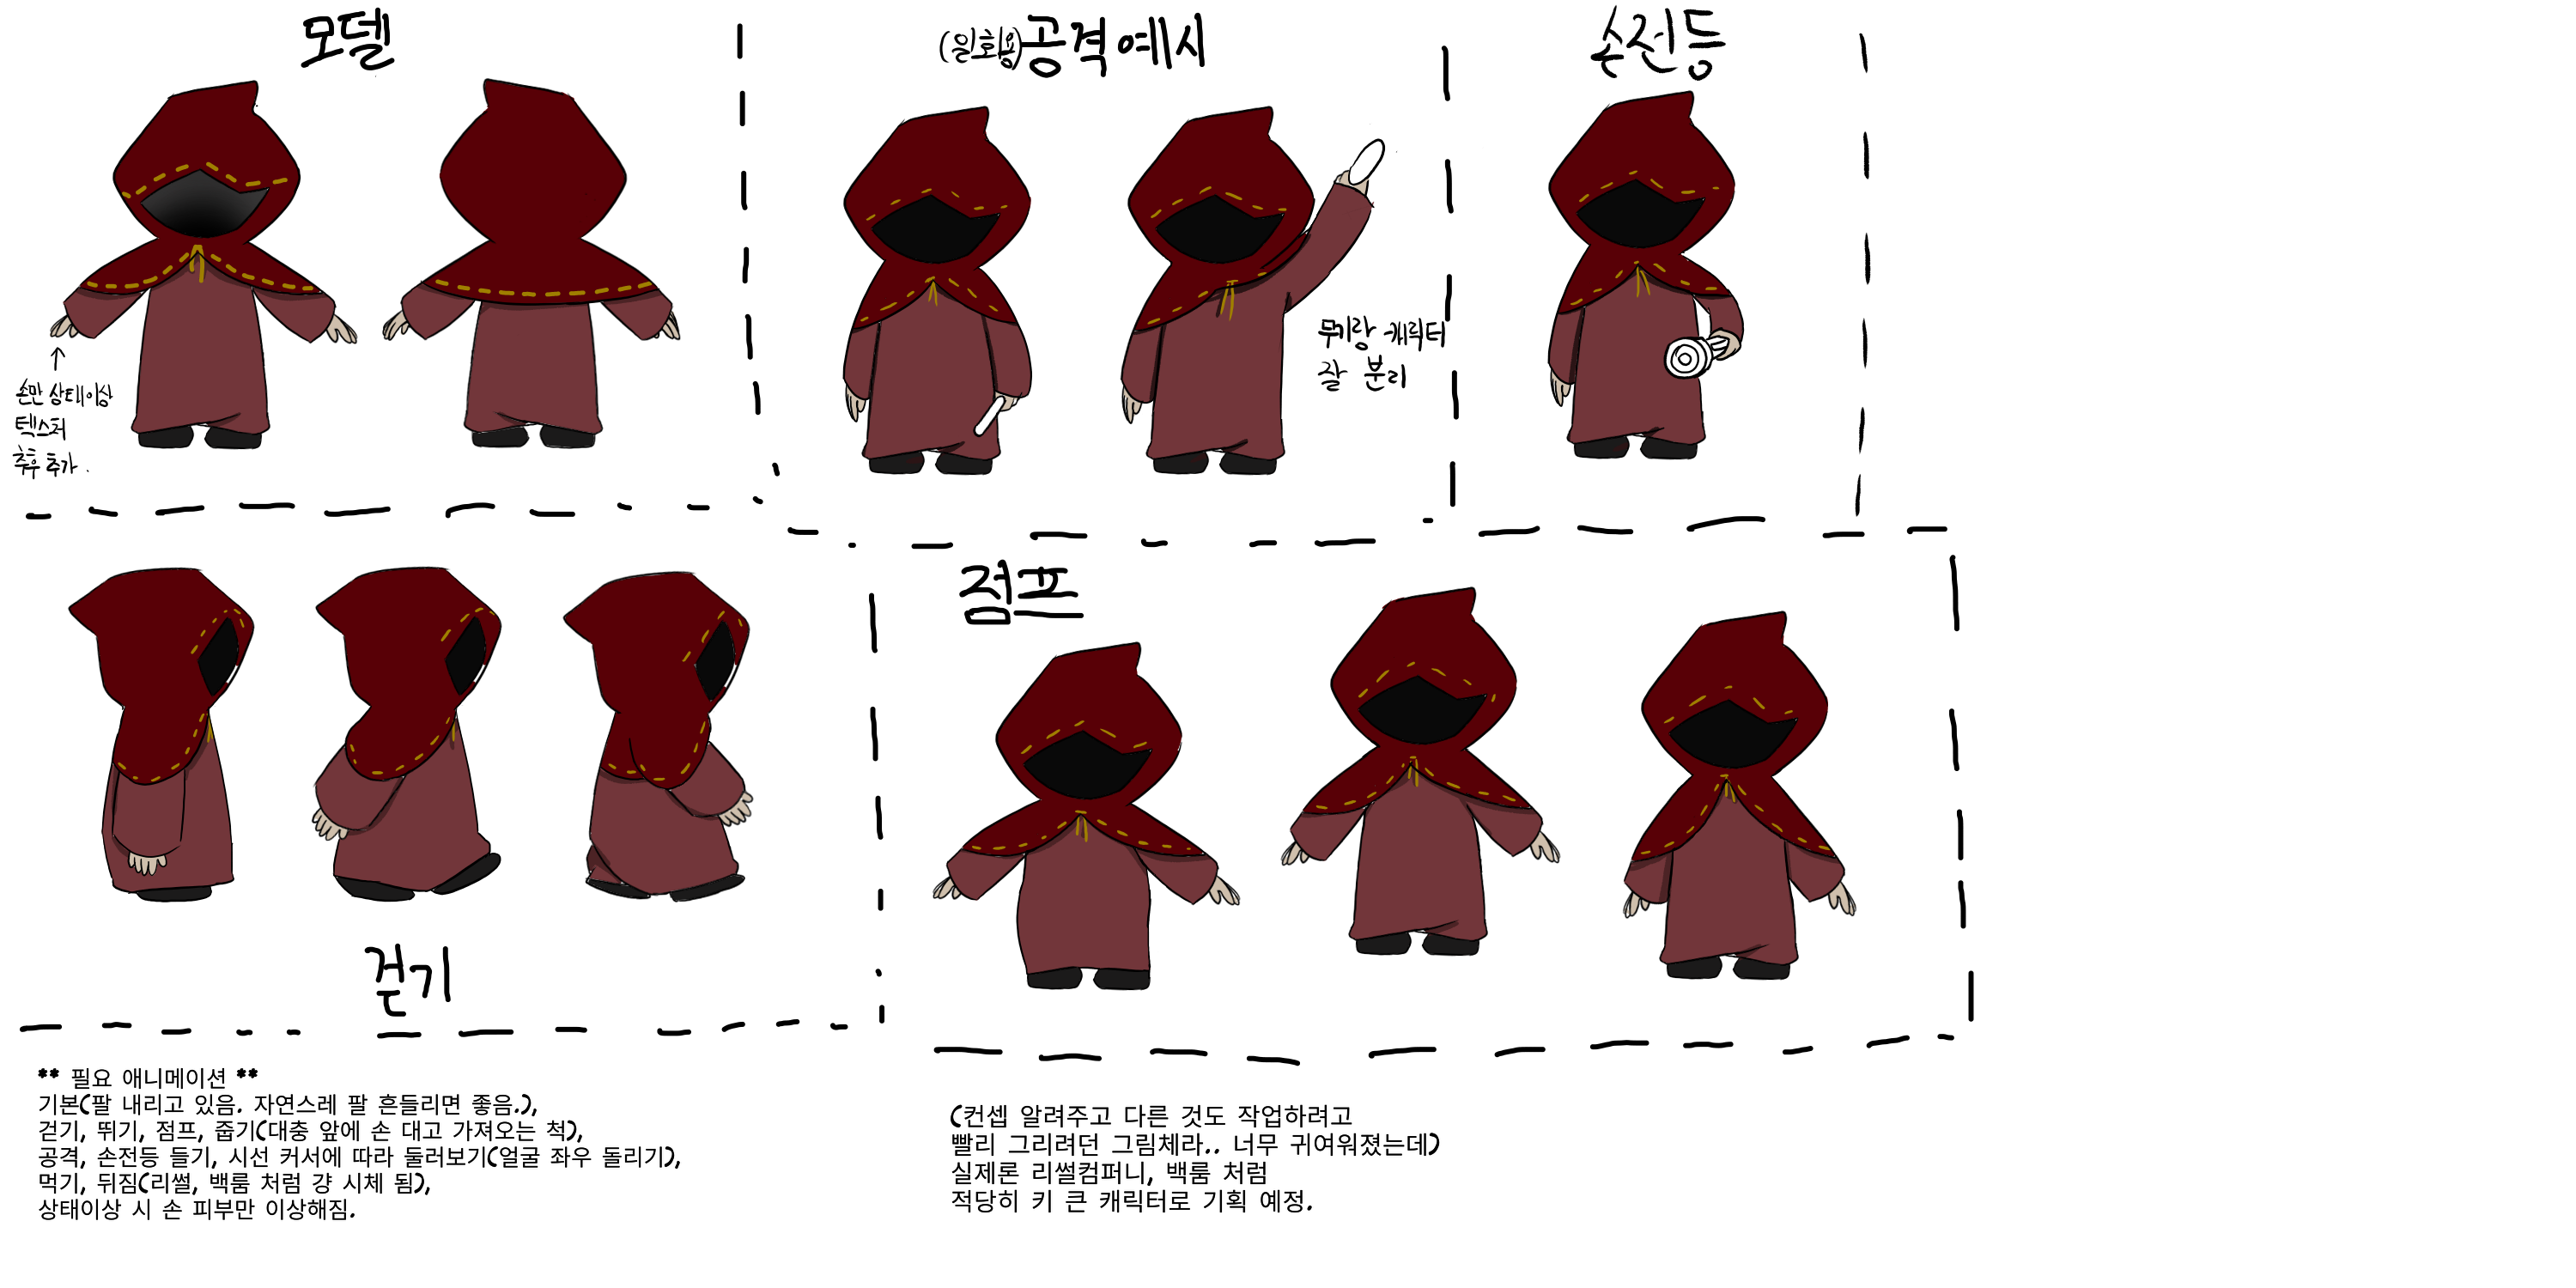 모델
(일회용)공격 예시
손전등
손만 상태이상
텍스쳐
추후 추가.
무기랑 캐릭터
잘 분리
점프
걷기
** 필요 애니메이션 **
기본(팔 내리고 있음. 자연스레 팔 흔들리면 좋음.),
걷기, 뛰기, 점프, 줍기(대충 앞에 손 대고 가져오는 척),
공격, 손전등 들기, 시선 커서에 따라 둘러보기(얼굴 좌우 돌리기),
먹기, 뒤짐(리썰, 백룸 처럼 걍 시체 됨),
상태이상 시 손 피부만 이상해짐.
(컨셉 알려주고 다른 것도 작업하려고
빨리 그리려던 그림체라.. 너무 귀여워졌는데)
실제론 리썰컴퍼니, 백룸 처럼
적당히 키 큰 캐릭터로 기획 예정.